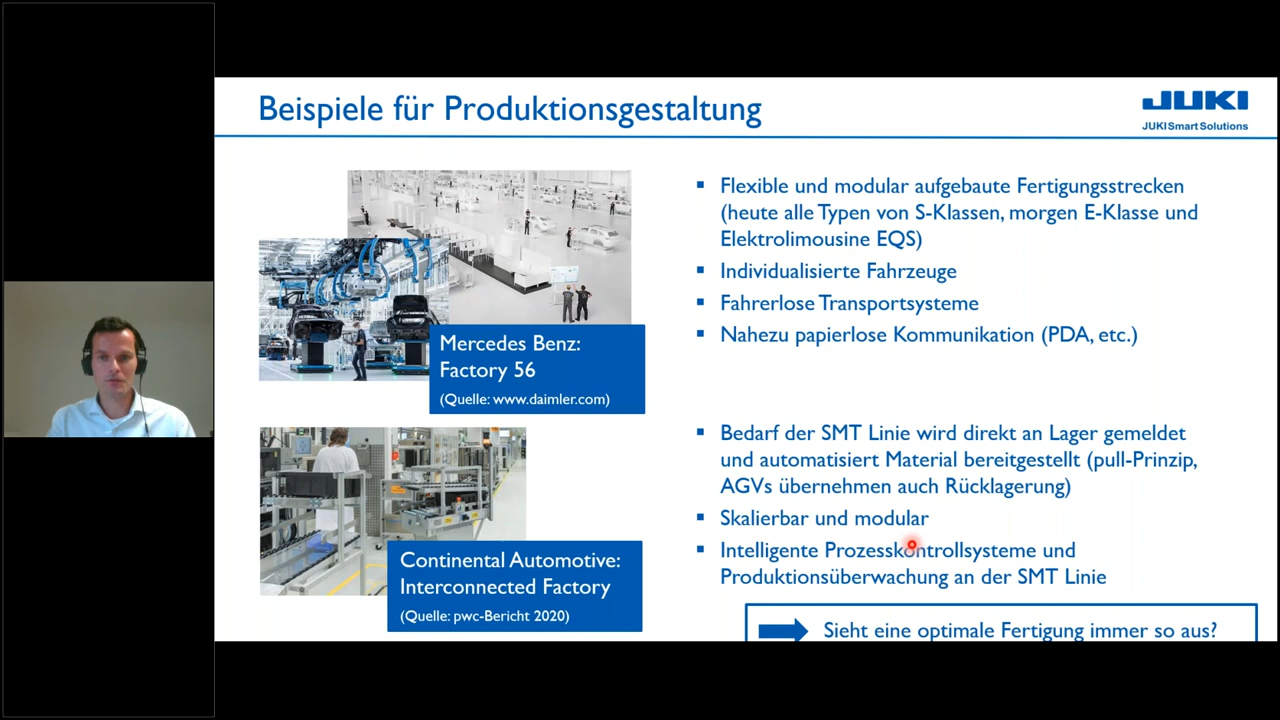 Beispiele für Produktionsgestaltung
JUKI
JUKI Smart Solutions
Flexible und modular aufgebaute Fertigungsstrecken
(heute alle Typen von S-Klassen, morgen E-Klasse und
Elektrolimousine EQS)
Individualisierte Fahrzeuge
Fahrerlose Transportsysteme
Nahezu papierlose Kommunikation (PDA, etc.)
Mercedes Benz:
Factory 56
(Quelle: www.daimler.com)
Bedarf der SMT Linie wird direkt an Lager gemeldet
und automatisiert Material bereitgestellt (pull-Prinzip,
AGVs übernehmen auch Rücklagerung)
Skalierbar und modular
Intelligente Prozesskontrollsysteme und
Produktionsüberwachung an der SMT Linie
Continental Automotive:
Interconnected Factory
(Quelle: pwc-Bericht 2020)
Sieht eine optimale Fertigung immer so aus?